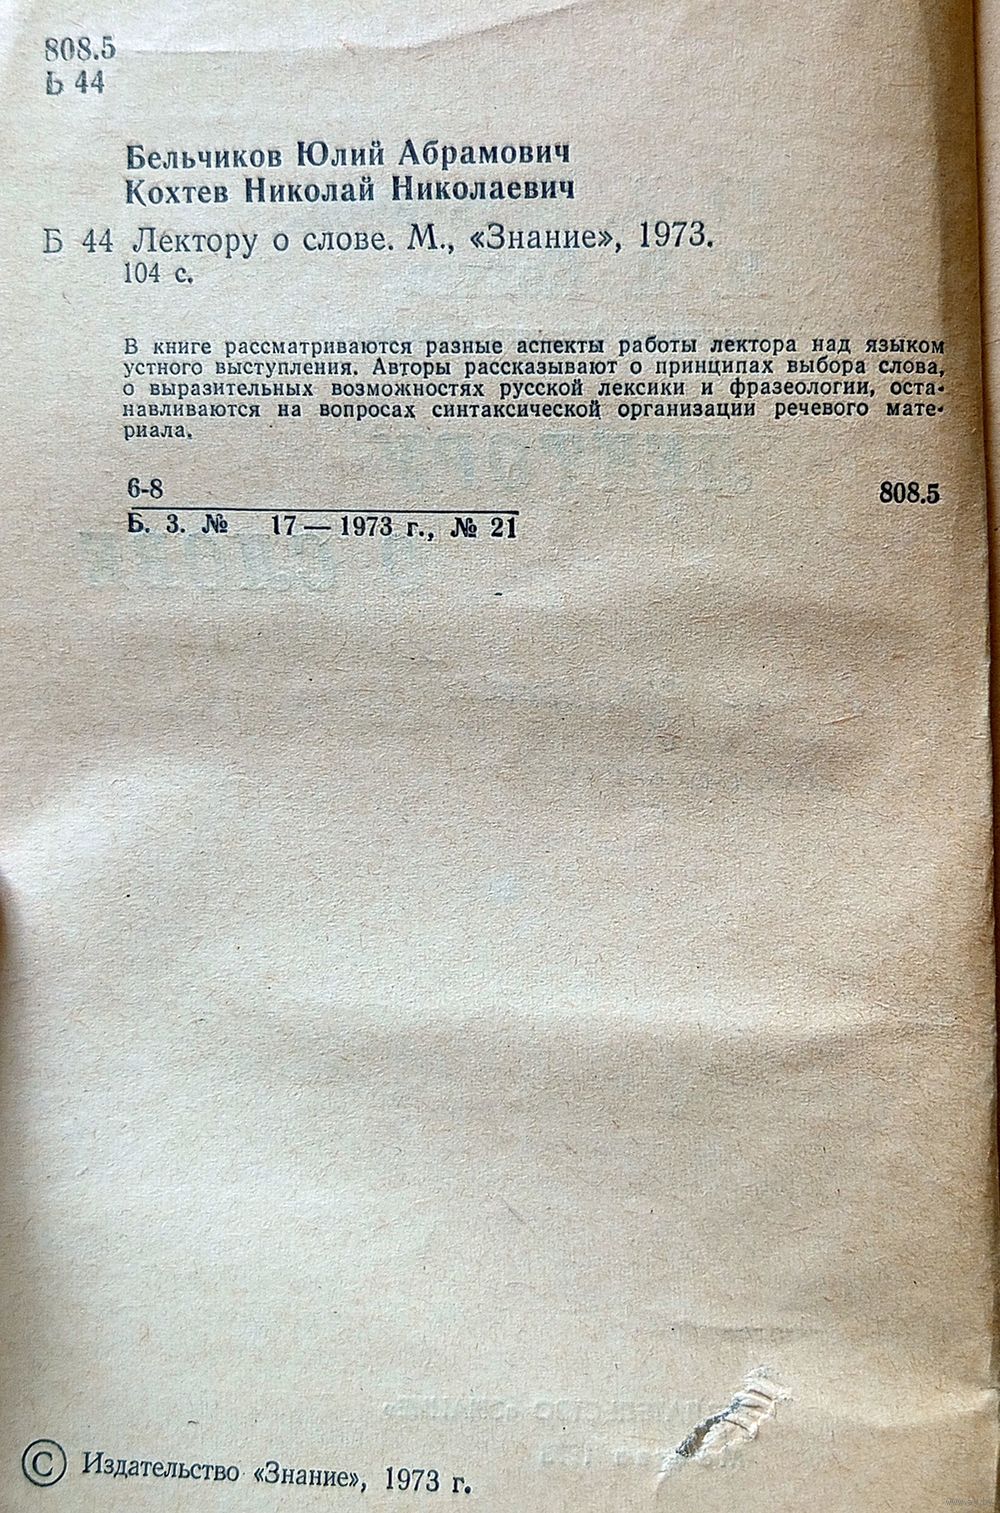 808.5
Б 44
Бельчиков Юлий Абрамович
Кохтев Николай Николаевич
Б 44 Лектору о слове. М., «Знание», 1973.
104 с.
В книге рассматриваются разные аспекты работы лектора над языком
устного выступления. Авторы рассказывают о принципах выбора слова,
о выразительных возможностях русской лексики и фразеологии, оста-
навливаются на вопросах синтаксической организации речевого мате-
риала.
6-8 808.5
Б. З. № 17 — 1973 г., № 21
© Издательство «Знание», 1973 г.